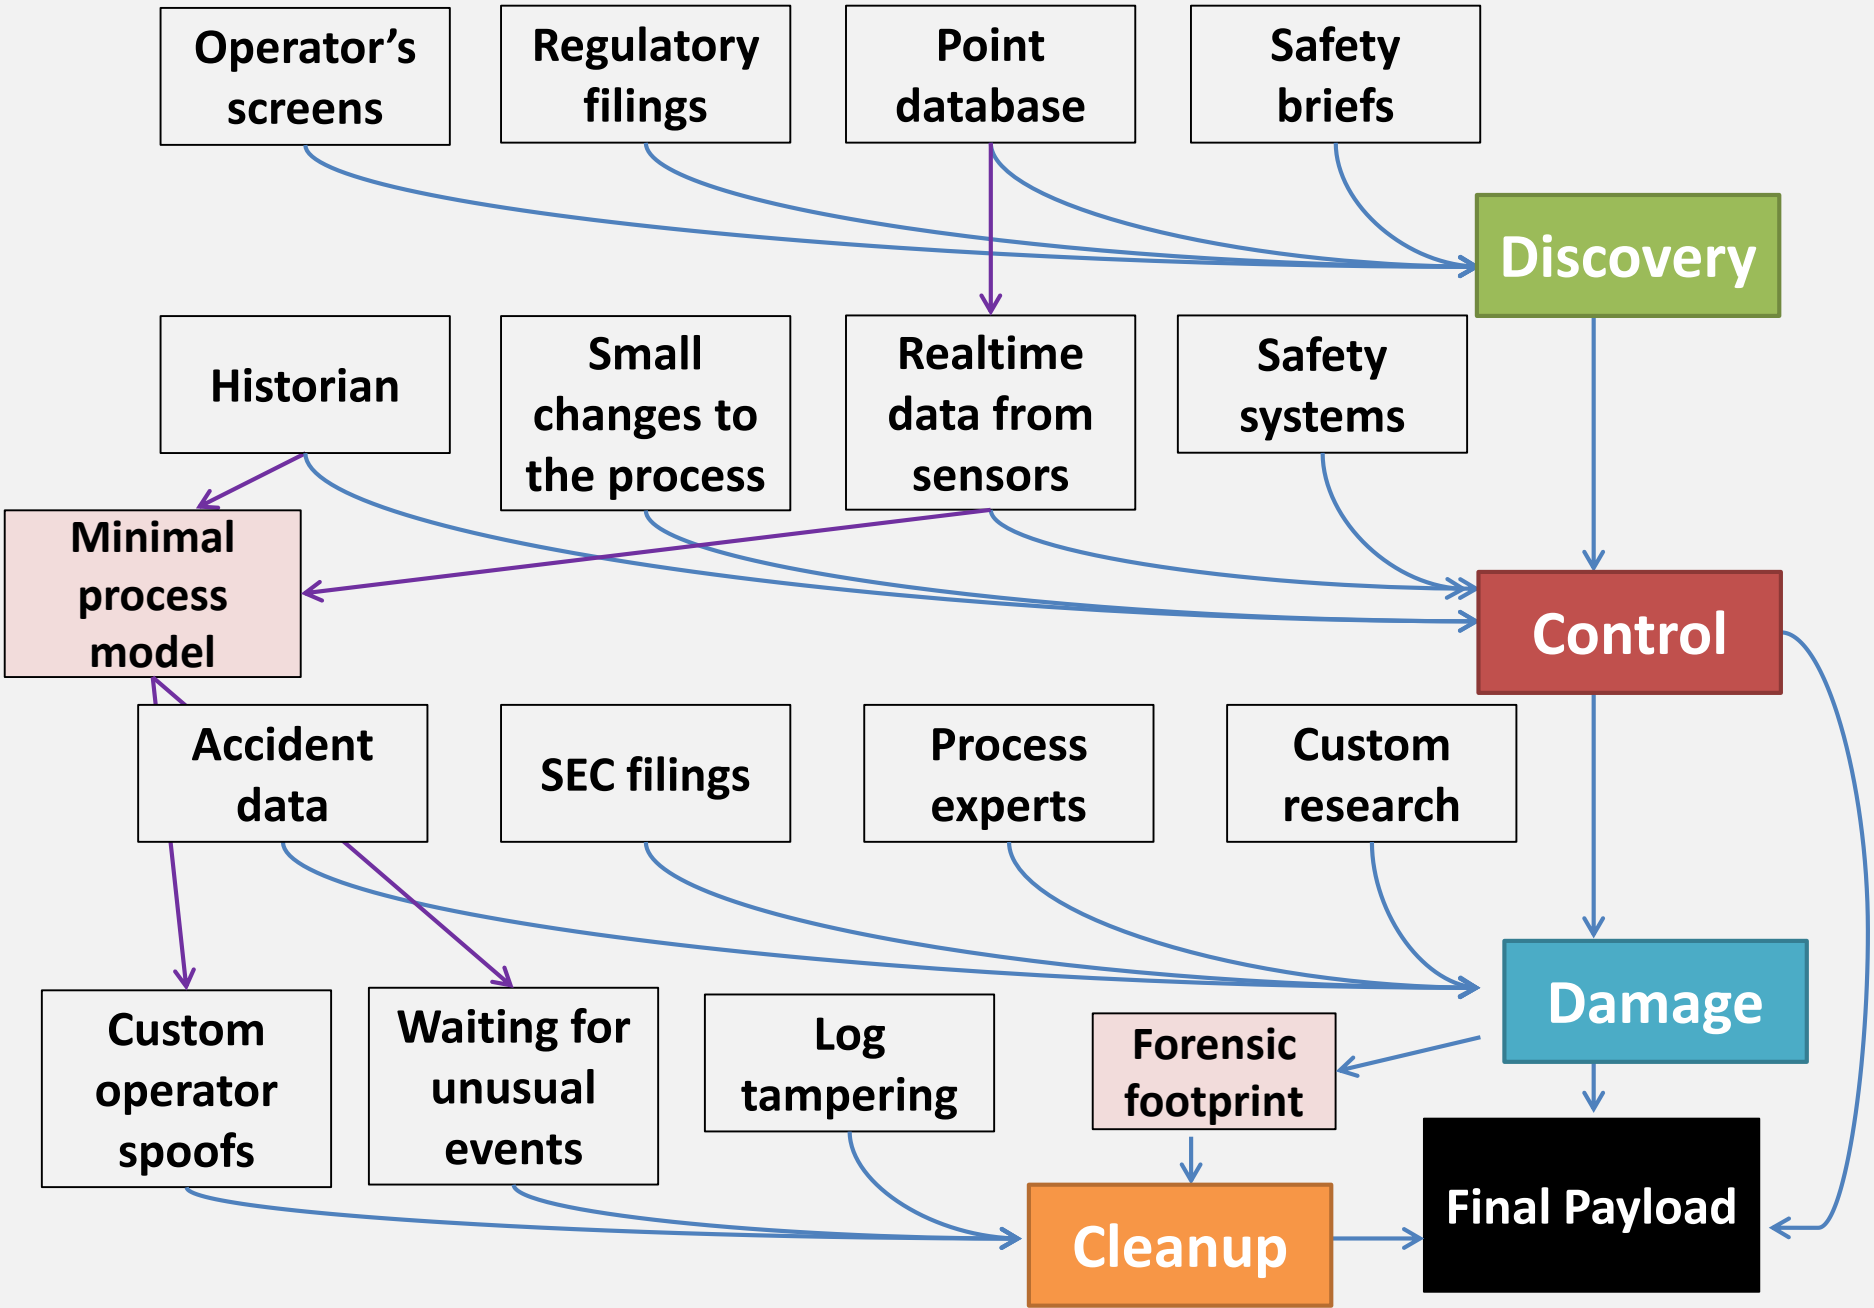 Operator’s
screens
Regulatory
filings
Point
database
Safety
briefs
Discovery
Historian
Small
changes to
the process
Realtime
data from
sensors
Safety
systems
Minimal
process
model
Control
Accident
data
SEC filings
Process
experts
Custom
research
Damage
Custom
operator
spoofs
Waiting for
unusual
events
Log
tampering
Forensic
footprint
Cleanup
Final Payload